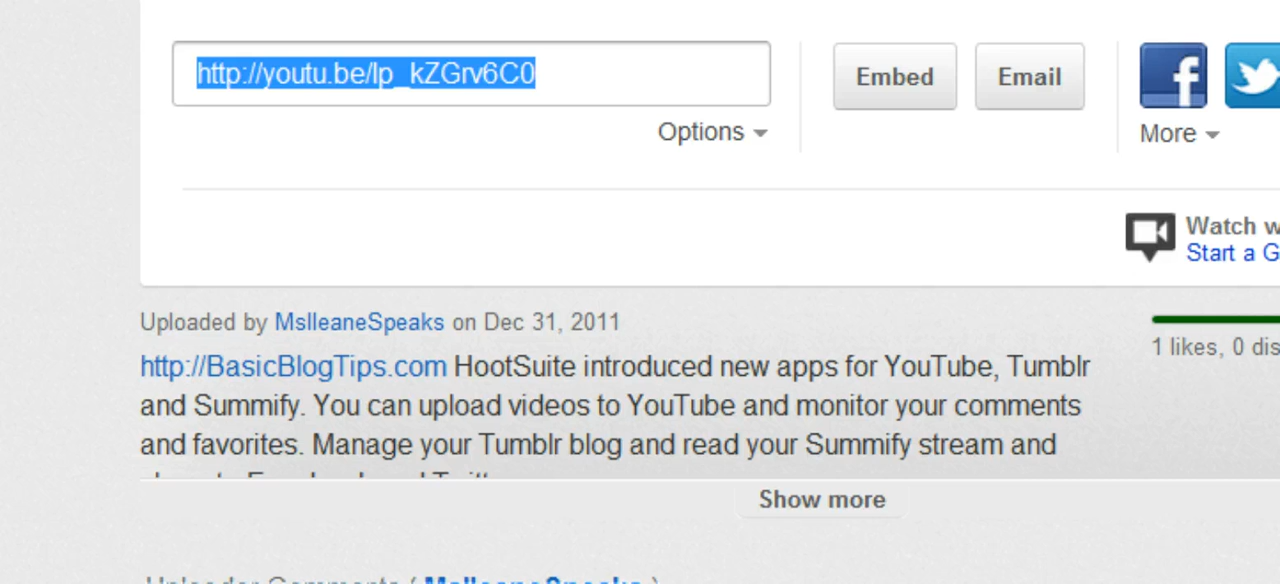 http://youtu.be/lp_kZGrv6C0
Embed
Email
Options
More
Watch w
Start a G
Uploaded by MsIleaneSpeaks on Dec 31, 2011
1 likes, 0 dis
http://BasicBlogTips.com HootSuite introduced new apps for YouTube, Tumblr
and Summify. You can upload videos to YouTube and monitor your comments
and favorites. Manage your Tumblr blog and read your Summify stream and
Show more
Uploader Comments ( MsIleaneSpeaks )